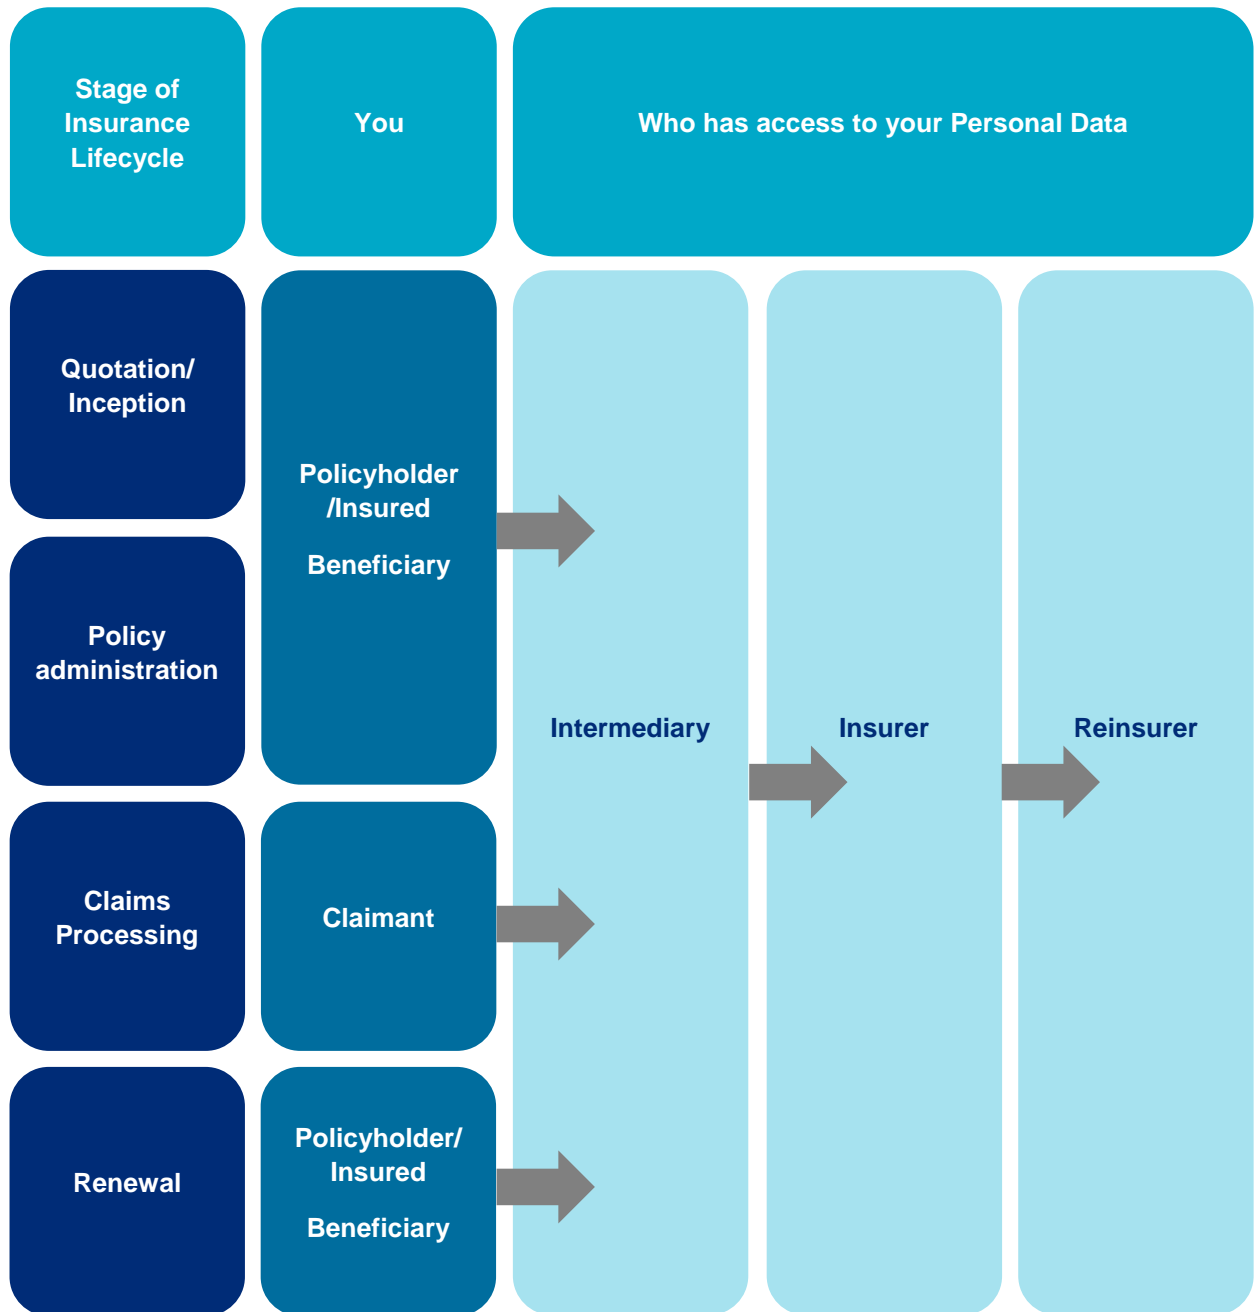 Stage of
Insurance
Lifecycle
You
Who has access to your Personal Data
Quotation/
Inception
Policyholder
/Insured
Beneficiary
Policy
administration
Intermediary
Insurer
Reinsurer
Claims
Processing
Claimant
Renewal
Policyholder/
Insured
Beneficiary